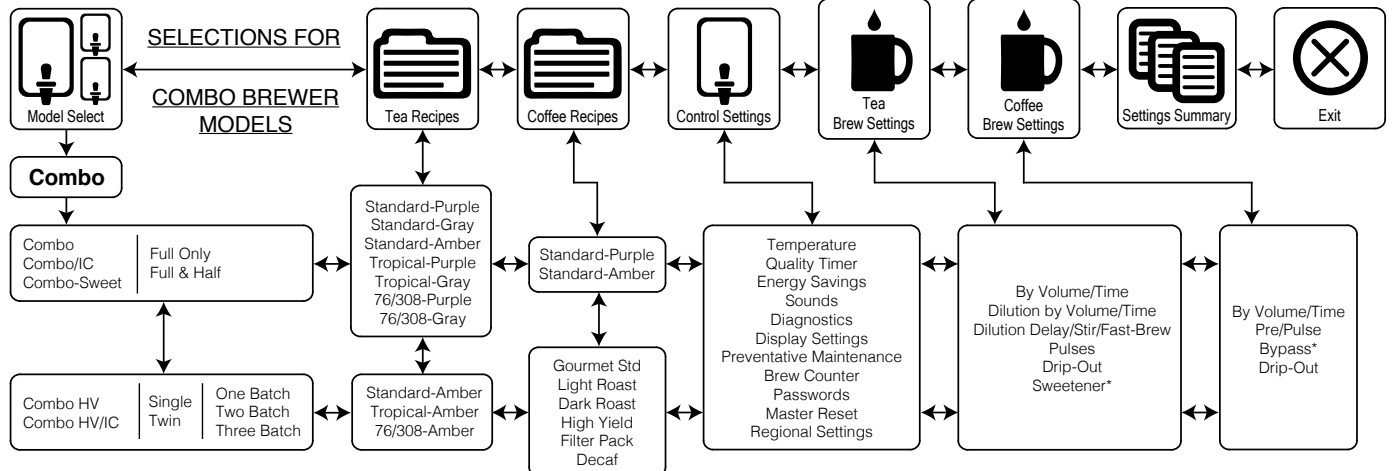 SELECTIONS FOR
COMBO BREWER
MODELS
Model Select
Tea Recipes
Coffee Recipes
Control Settings
Tea
Brew Settings
Coffee
Brew Settings
Settings Summary
Exit
Combo
Combo
Combo/IC
Combo-Sweet
Full Only
Full & Half
Standard-Purple
Standard-Gray
Standard-Amber
Tropical-Purple
Tropical-Gray
76/308-Purple
76/308-Gray
Standard-Purple
Standard-Amber
Temperature
Quality Timer
Energy Savings
Sounds
Diagnostics
Display Settings
Preventative Maintenance
Brew Counter
Passwords
Master Reset
Regional Settings
By Volume/Time
Dilution by Volume/Time
Dilution Delay/Stir/Fast-Brew
Pulses
Drip-Out
Sweetener*
By Volume/Time
Pre/Pulse
Bypass*
Drip-Out
Combo HV
Combo HV/IC
Single
Twin
One Batch
Two Batch
Three Batch
Standard-Amber
Tropical-Amber
76/308-Amber
Gourmet Std
Light Roast
Dark Roast
High Yield
Filter Pack
Decaf